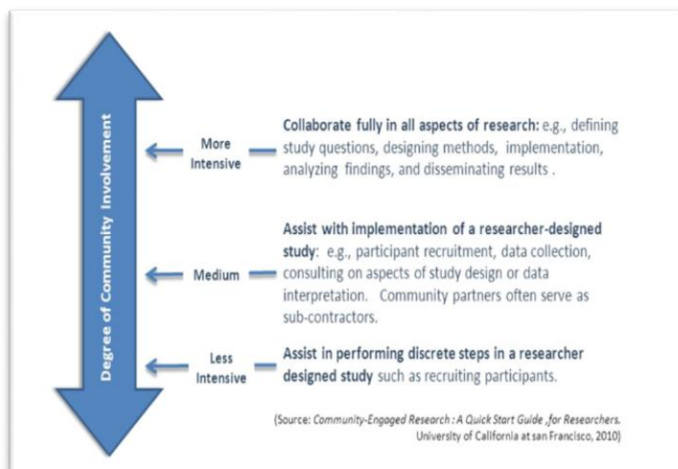 Degree of Community Involvement
More
Intensive
Collaborate fully in all aspects of research: e.g., defining
study questions, designing methods, implementation,
analyzing findings, and disseminating results .
Medium
Assist with implementation of a researcher-designed
study: e.g., participant recruitment, data collection,
consulting on aspects of study design or data
interpretation. Community partners often serve as
sub-contractors.
Less
Intensive
Assist in performing discrete steps in a researcher
designed study such as recruiting participants.
(Source: Community-Engaged Research : A Quick Start Guide ,for Researchers.
University of California at san Francisco, 2010)